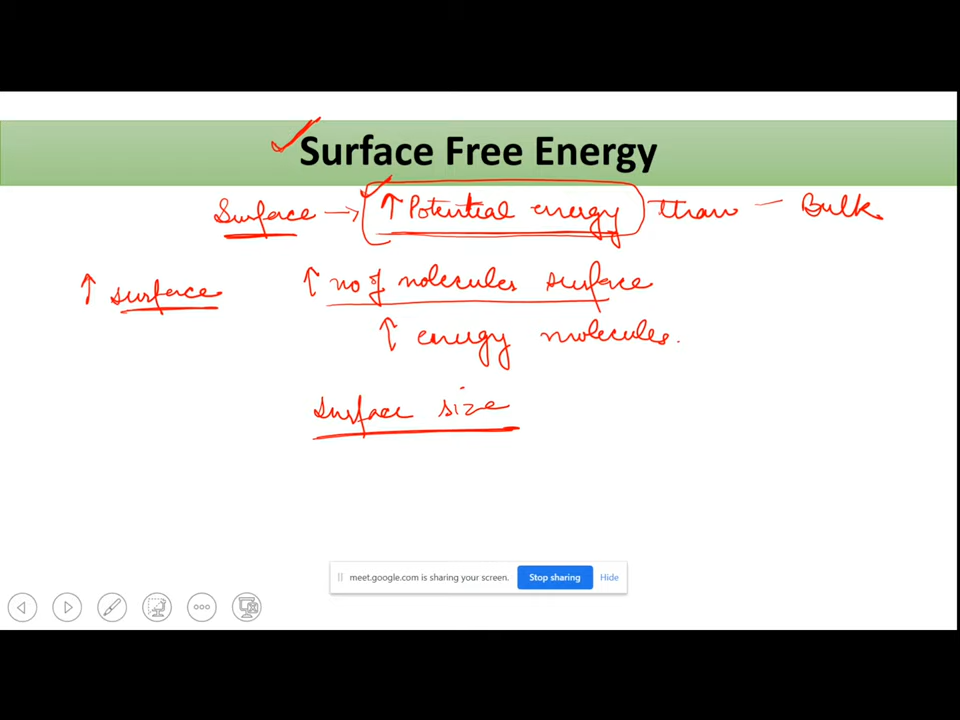 Surface Free Energy
Surface → ↑ Potential energy than - Bulk.
↑ surface ↑ no of molecules surface
↑ energy molecules.
surface size
meet.google.com is sharing your screen. Stop sharing Hide